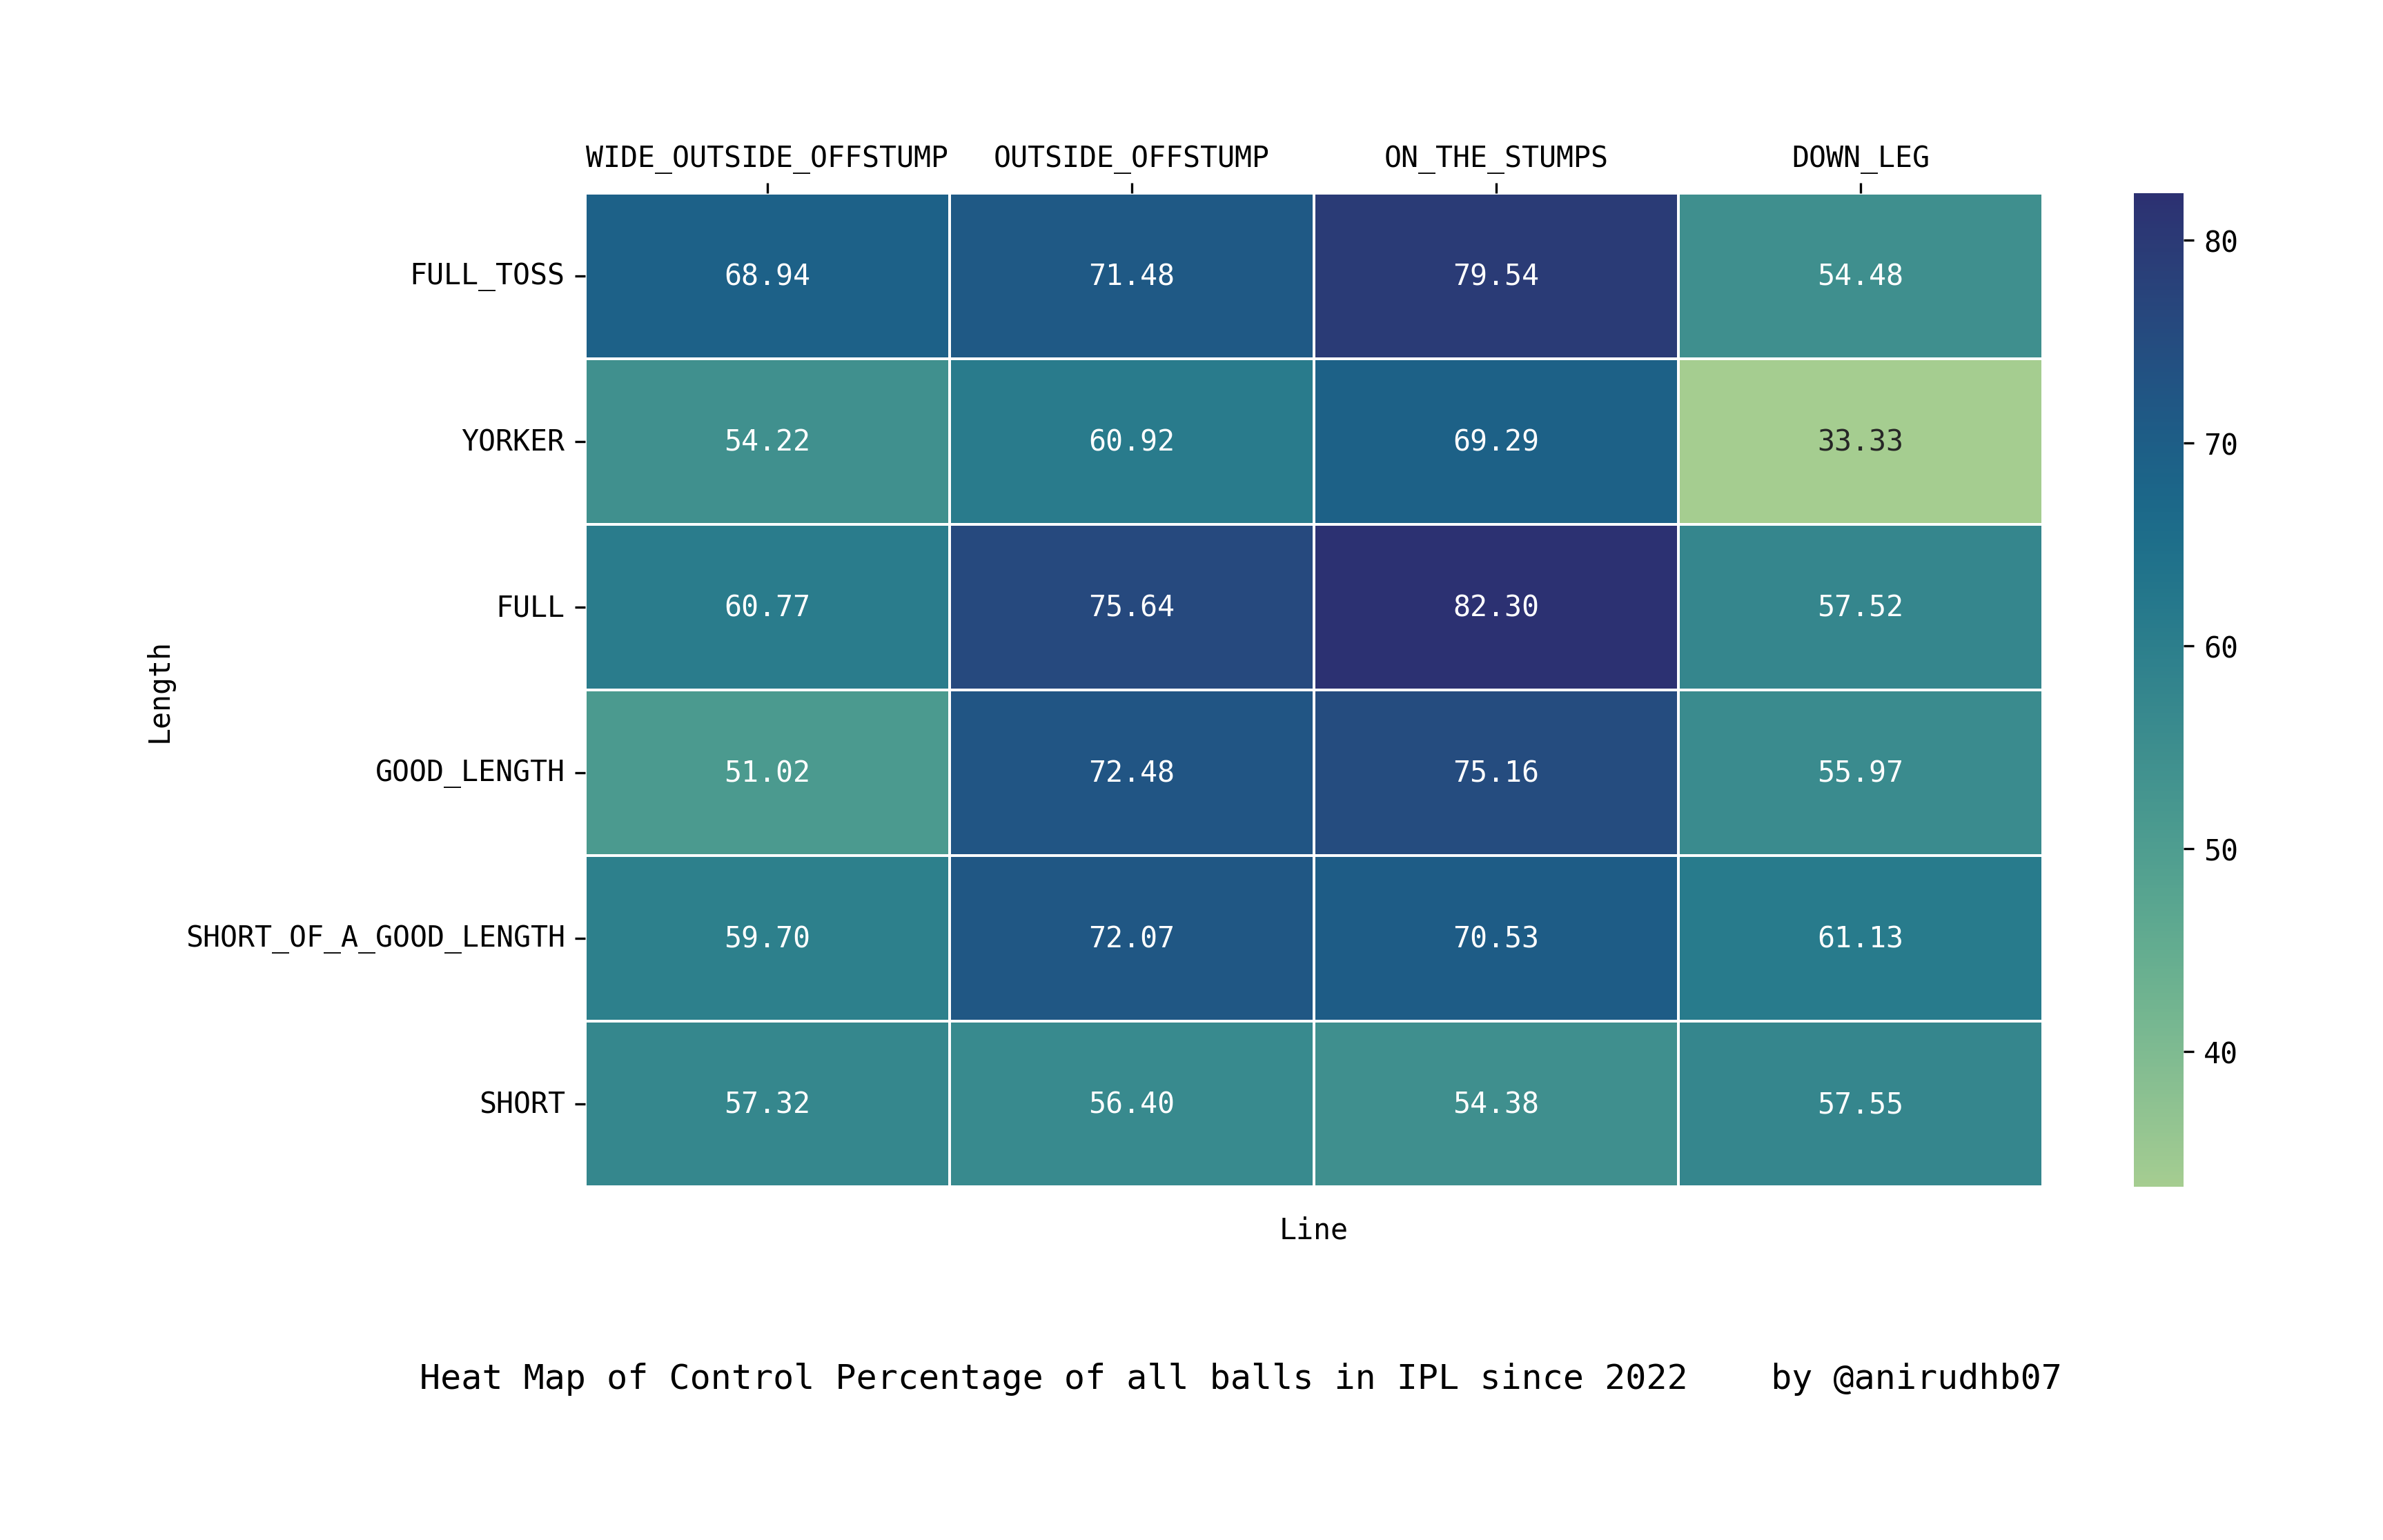 WIDE_OUTSIDE_OFFSTUMP OUTSIDE_OFFSTUMP ON_THE_STUMPS DOWN_LEG
FULL_TOSS 68.94 71.48 79.54 54.48
YORKER 54.22 60.92 69.29 33.33
FULL 60.77 75.64 82.30 57.52
GOOD_LENGTH 51.02 72.48 75.16 55.97
SHORT_OF_A_GOOD_LENGTH 59.70 72.07 70.53 61.13
SHORT 57.32 56.40 54.38 57.55
Length
Line
80
70
60
50
40
Heat Map of Control Percentage of all balls in IPL since 2022 by @anirudhb07